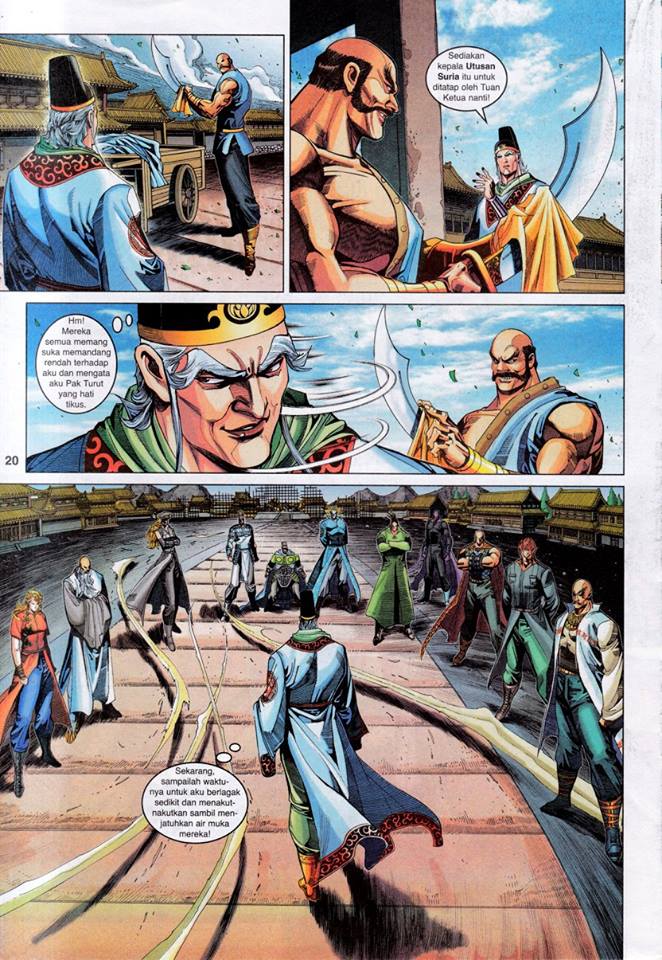 Sediakan
kepala Utusan
Suria itu untuk
ditatap oleh Tuan
Ketua nanti!
Hm!
Mereka
semua memang
suka memandang
rendah terhadap
aku dan mengata
aku Pak Turut
yang hati
tikus.
20
Sekarang,
sampailah waktu-
nya untuk aku berlagak
sedikit dan menakut-
nakutkan sambil men-
jatuhkan air muka
mereka!